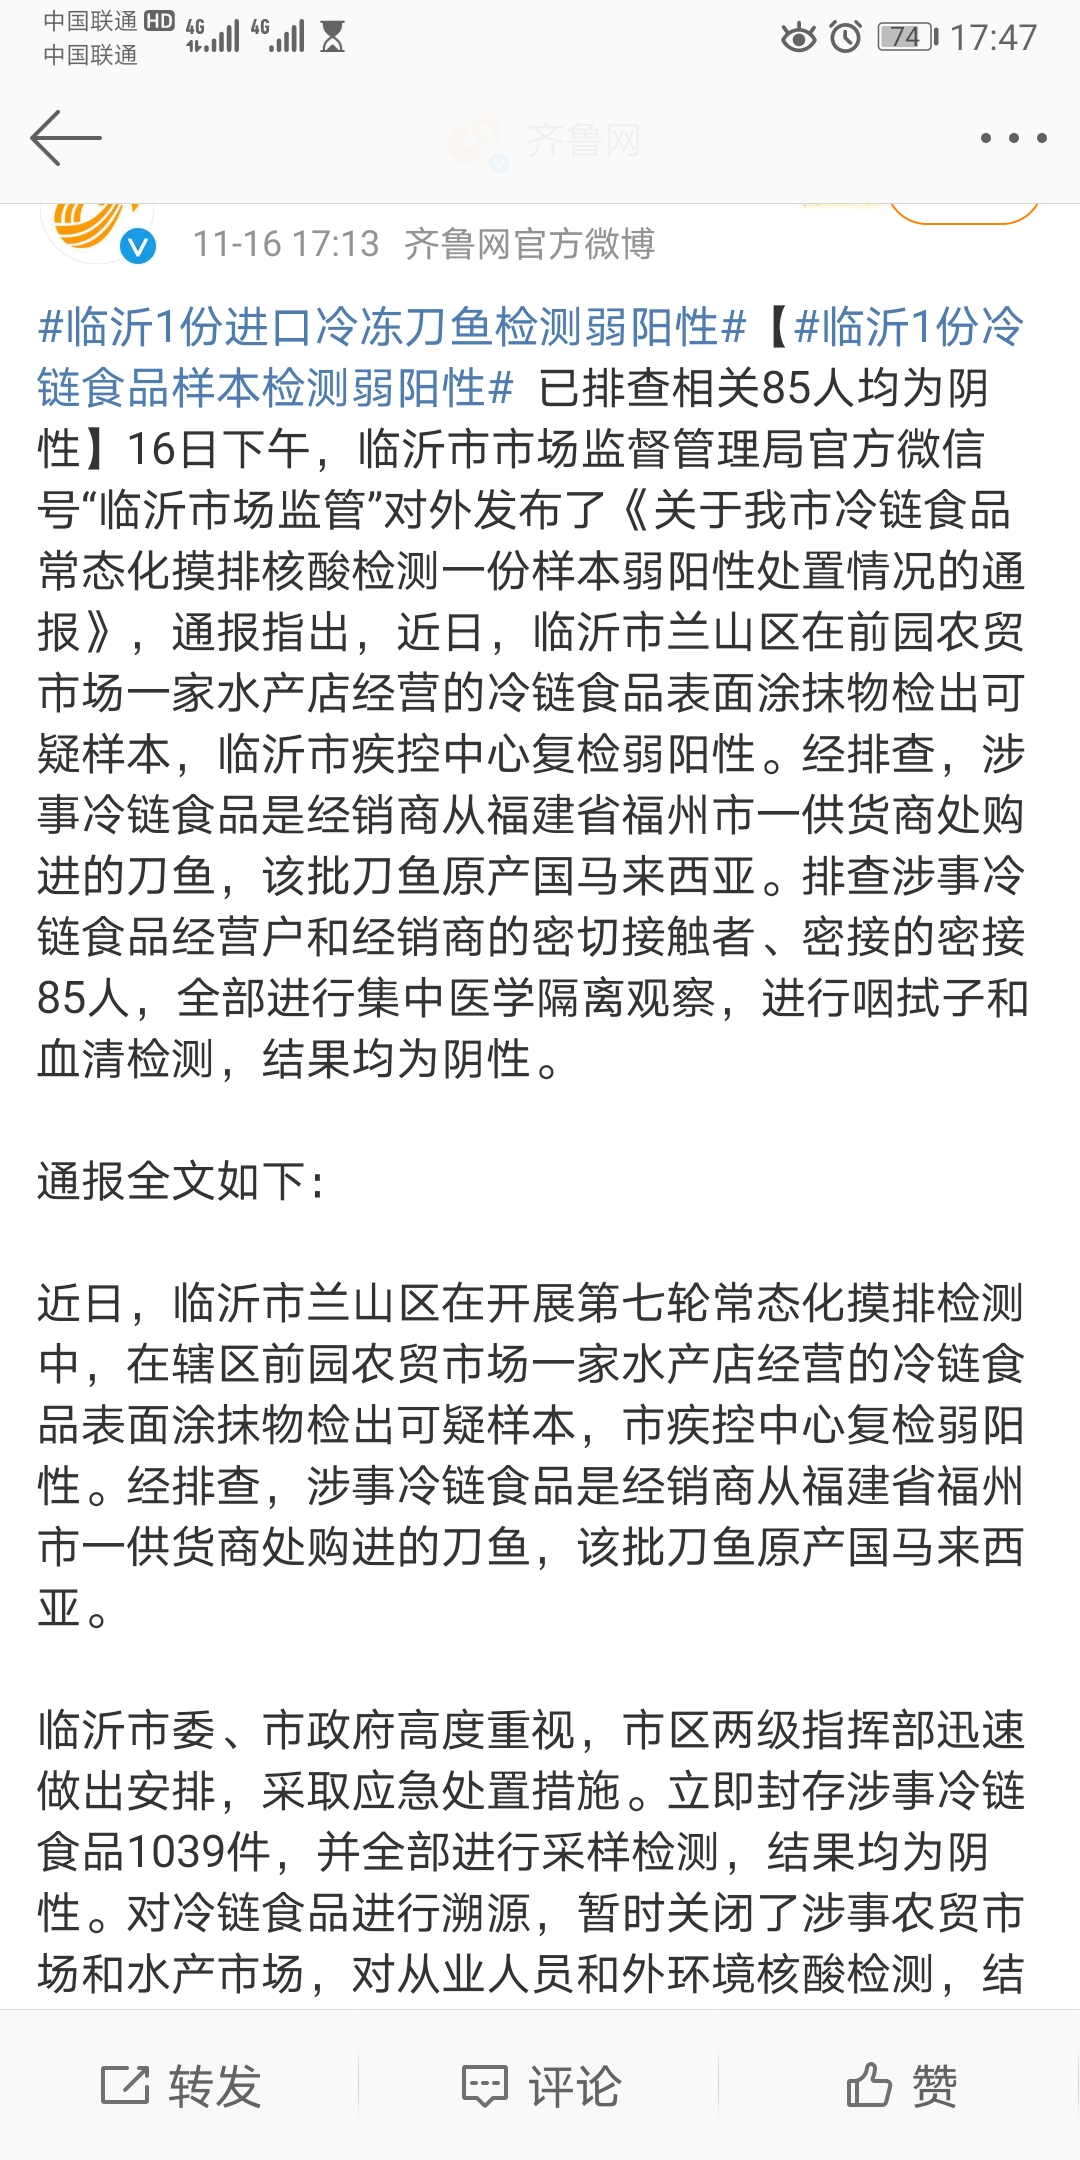 中国联通 HD 4G 4G 74 17:47
中国联通
齐鲁网
11-16 17:13 齐鲁网官方微博
#临沂1份进口冷冻刀鱼检测弱阳性#【#临沂1份冷
链食品样本检测弱阳性# 已排查相关85人均为阴
性】16日下午，临沂市市场监督管理局官方微信
号“临沂市场监管”对外发布了《关于我市冷链食品
常态化摸排核酸检测一份样本弱阳性处置情况的通
报》，通报指出，近日，临沂市兰山区在前园农贸
市场一家水产店经营的冷链食品表面涂抹物检出可
疑样本，临沂市疾控中心复检弱阳性。经排查，涉
事冷链食品是经销商从福建省福州市一供货商处购
进的刀鱼，该批刀鱼原产国马来西亚。排查涉事冷
链食品经营户和经销商的密切接触者、密接的密接
85人，全部进行集中医学隔离观察，进行咽拭子和
血清检测，结果均为阴性。
通报全文如下：
近日，临沂市兰山区在开展第七轮常态化摸排检测
中，在辖区前园农贸市场一家水产店经营的冷链食
品表面涂抹物检出可疑样本，市疾控中心复检弱阳
性。经排查，涉事冷链食品是经销商从福建省福州
市一供货商处购进的刀鱼，该批刀鱼原产国马来西
亚。
临沂市委、市政府高度重视，市区两级指挥部迅速
做出安排，采取应急处置措施。立即封存涉事冷链
食品1039件，并全部进行采样检测，结果均为阴
性。对冷链食品进行溯源，暂时关闭了涉事农贸市
场和水产市场，对从业人员和外环境核酸检测，结
转发 评论 赞